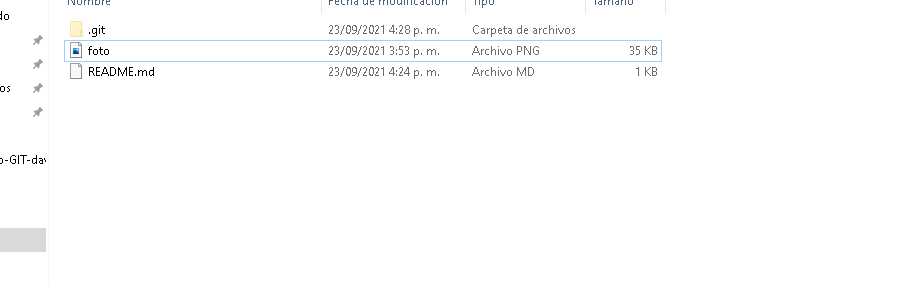 do
Nombre Fecha de modificación Tipo Tamaño
.git 23/09/2021 4:28 p. m. Carpeta de archivos
foto 23/09/2021 3:53 p. m. Archivo PNG 35 KB
README.md 23/09/2021 4:24 p. m. Archivo MD 1 KB
os
o-GIT-dav